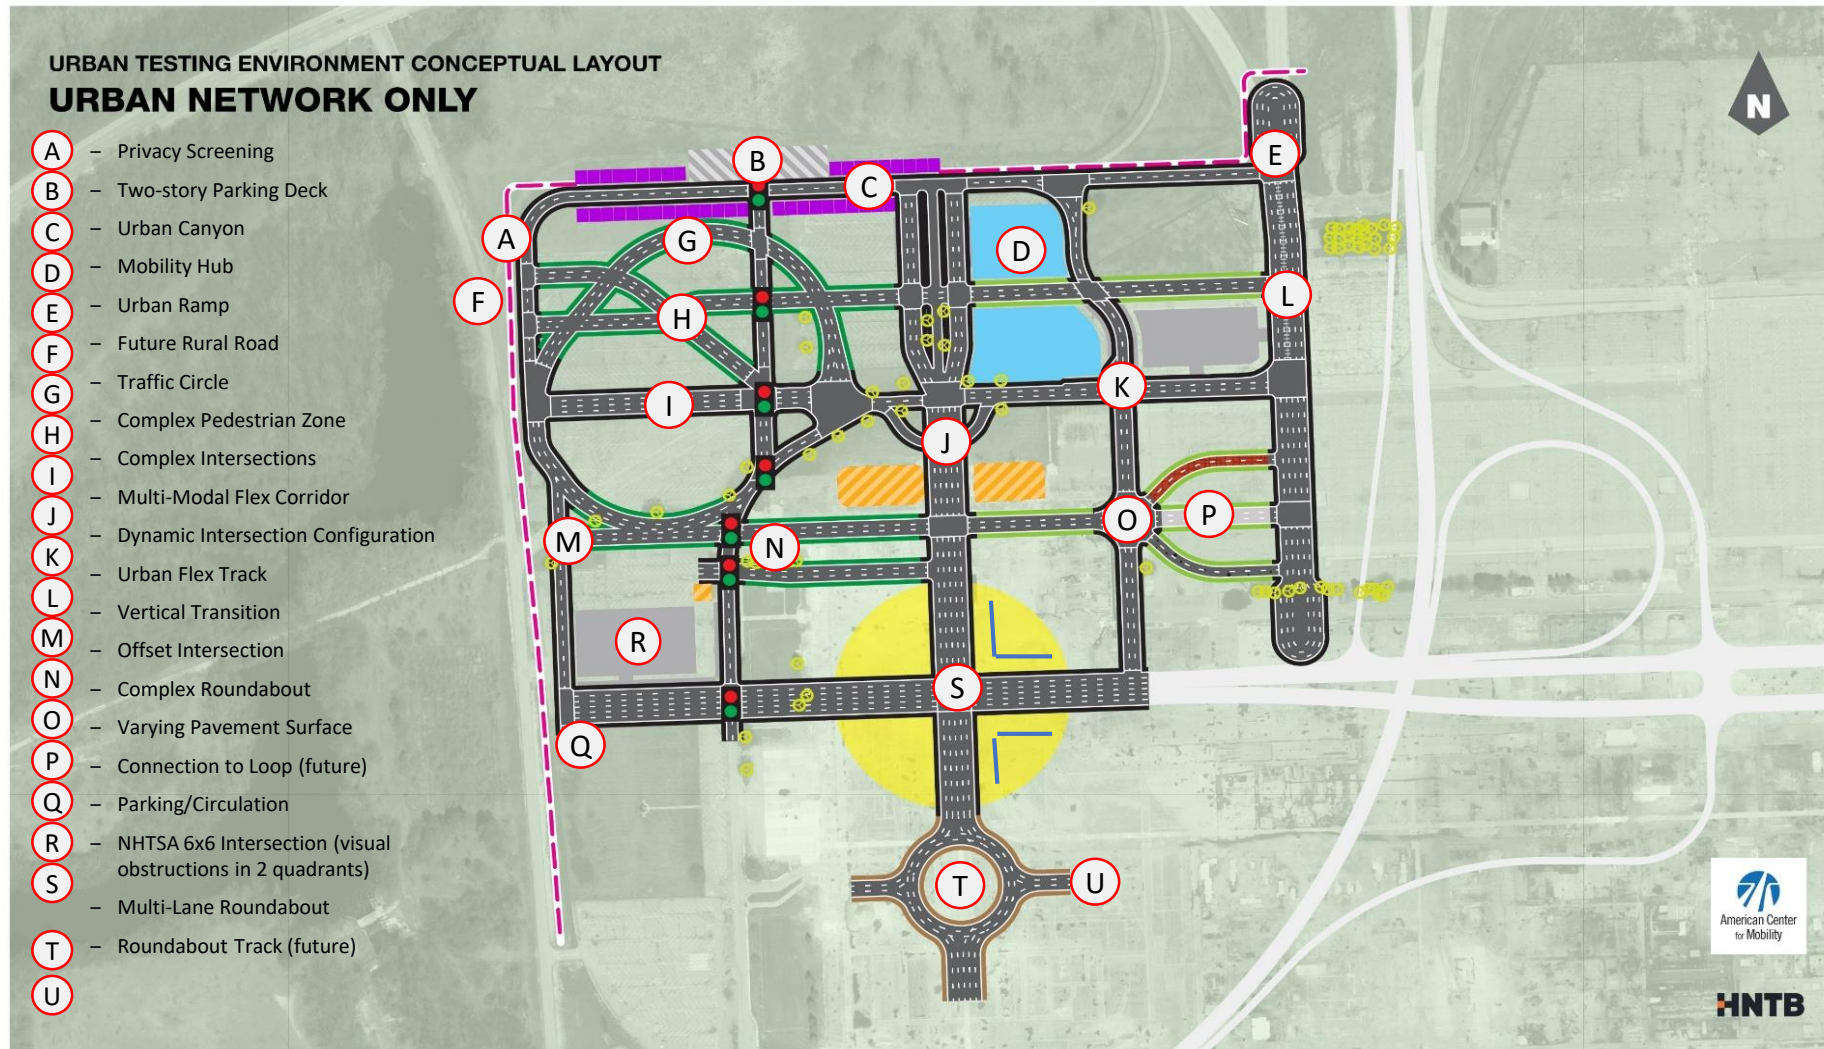 URBAN TESTING ENVIRONMENT CONCEPTUAL LAYOUT
URBAN NETWORK ONLY
A – Privacy Screening
B – Two-story Parking Deck
C – Urban Canyon
D – Mobility Hub
E – Urban Ramp
F – Future Rural Road
G – Traffic Circle
H – Complex Pedestrian Zone
I – Complex Intersections
J – Multi-Modal Flex Corridor
K – Dynamic Intersection Configuration
L – Urban Flex Track
M – Vertical Transition
N – Offset Intersection
O – Complex Roundabout
P – Varying Pavement Surface
Q – Connection to Loop (future)
R – Parking/Circulation
S – NHTSA 6x6 Intersection (visual
obstructions in 2 quadrants)
T – Multi-Lane Roundabout
U – Roundabout Track (future)
N
B
E
C
A
G
D
F
L
H
K
I
J
P
O
M
N
R
S
Q
T
U
American Center
for Mobility
HNTB